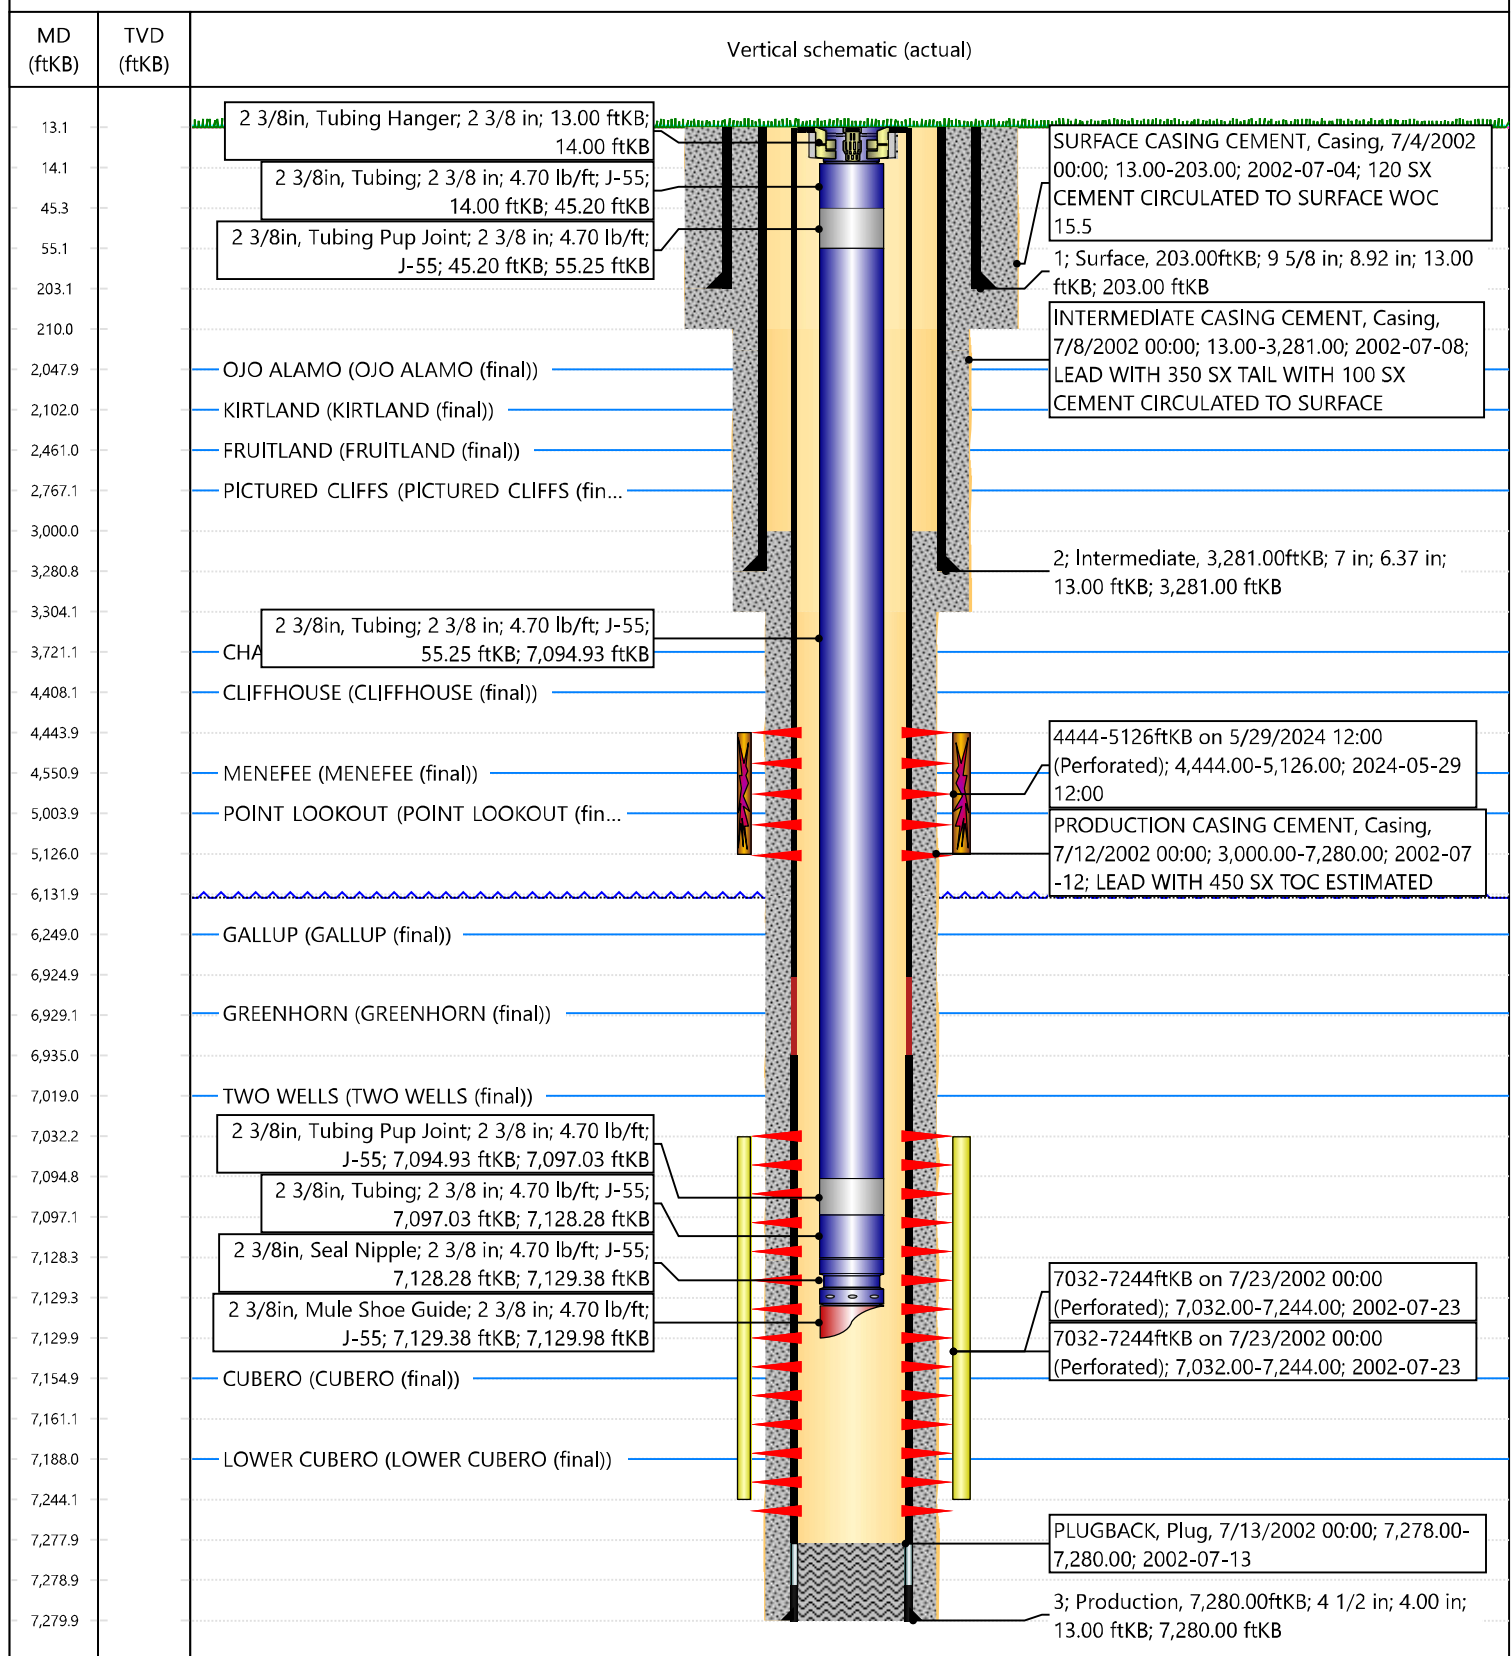 MD
(ftKB)
TVD
(ftKB)
Vertical schematic (actual)
13.1
14.1
45.3
55.1
203.1
210.0
2,047.9
2,102.0
2,461.0
2,767.1
3,000.0
3,280.8
3,304.1
3,721.1
4,408.1
4,443.9
4,550.9
5,003.9
5,126.0
6,131.9
6,249.0
6,924.9
6,929.1
6,935.0
7,019.0
7,032.2
7,094.8
7,097.1
7,128.3
7,129.3
7,129.9
7,154.9
7,161.1
7,188.0
7,244.1
7,277.9
7,278.9
7,279.9
2 3/8in, Tubing Hanger; 2 3/8 in; 13.00 ftKB;
14.00 ftKB
2 3/8in, Tubing; 2 3/8 in; 4.70 lb/ft; J-55;
14.00 ftKB; 45.20 ftKB
2 3/8in, Tubing Pup Joint; 2 3/8 in; 4.70 lb/ft;
J-55; 45.20 ftKB; 55.25 ftKB
OJO ALAMO (OJO ALAMO (final))
KIRTLAND (KIRTLAND (final))
FRUITLAND (FRUITLAND (final))
PICTURED CLIFFS (PICTURED CLIFFS (fin...
2 3/8in, Tubing; 2 3/8 in; 4.70 lb/ft; J-55;
55.25 ftKB; 7,094.93 ftKB
CHA
CLIFFHOUSE (CLIFFHOUSE (final))
MENEFEE (MENEFEE (final))
POINT LOOKOUT (POINT LOOKOUT (fin...
GALLUP (GALLUP (final))
GREENHORN (GREENHORN (final))
TWO WELLS (TWO WELLS (final))
2 3/8in, Tubing Pup Joint; 2 3/8 in; 4.70 lb/ft;
J-55; 7,094.93 ftKB; 7,097.03 ftKB
2 3/8in, Tubing; 2 3/8 in; 4.70 lb/ft; J-55;
7,097.03 ftKB; 7,128.28 ftKB
2 3/8in, Seal Nipple; 2 3/8 in; 4.70 lb/ft; J-55;
7,128.28 ftKB; 7,129.38 ftKB
2 3/8in, Mule Shoe Guide; 2 3/8 in; 4.70 lb/ft;
J-55; 7,129.38 ftKB; 7,129.98 ftKB
CUBERO (CUBERO (final))
LOWER CUBERO (LOWER CUBERO (final))
SURFACE CASING CEMENT, Casing, 7/4/2002
00:00; 13.00-203.00; 2002-07-04; 120 SX
CEMENT CIRCULATED TO SURFACE WOC
15.5
1; Surface, 203.00ftKB; 9 5/8 in; 8.92 in; 13.00
ftKB; 203.00 ftKB
INTERMEDIATE CASING CEMENT, Casing,
7/8/2002 00:00; 13.00-3,281.00; 2002-07-08;
LEAD WITH 350 SX TAIL WITH 100 SX
CEMENT CIRCULATED TO SURFACE
2; Intermediate, 3,281.00ftKB; 7 in; 6.37 in;
13.00 ftKB; 3,281.00 ftKB
4444-5126ftKB on 5/29/2024 12:00
(Perforated); 4,444.00-5,126.00; 2024-05-29
12:00
PRODUCTION CASING CEMENT, Casing,
7/12/2002 00:00; 3,000.00-7,280.00; 2002-07
-12; LEAD WITH 450 SX TOC ESTIMATED
7032-7244ftKB on 7/23/2002 00:00
(Perforated); 7,032.00-7,244.00; 2002-07-23
7032-7244ftKB on 7/23/2002 00:00
(Perforated); 7,032.00-7,244.00; 2002-07-23
PLUGBACK, Plug, 7/13/2002 00:00; 7,278.00-
7,280.00; 2002-07-13
3; Production, 7,280.00ftKB; 4 1/2 in; 4.00 in;
13.00 ftKB; 7,280.00 ftKB